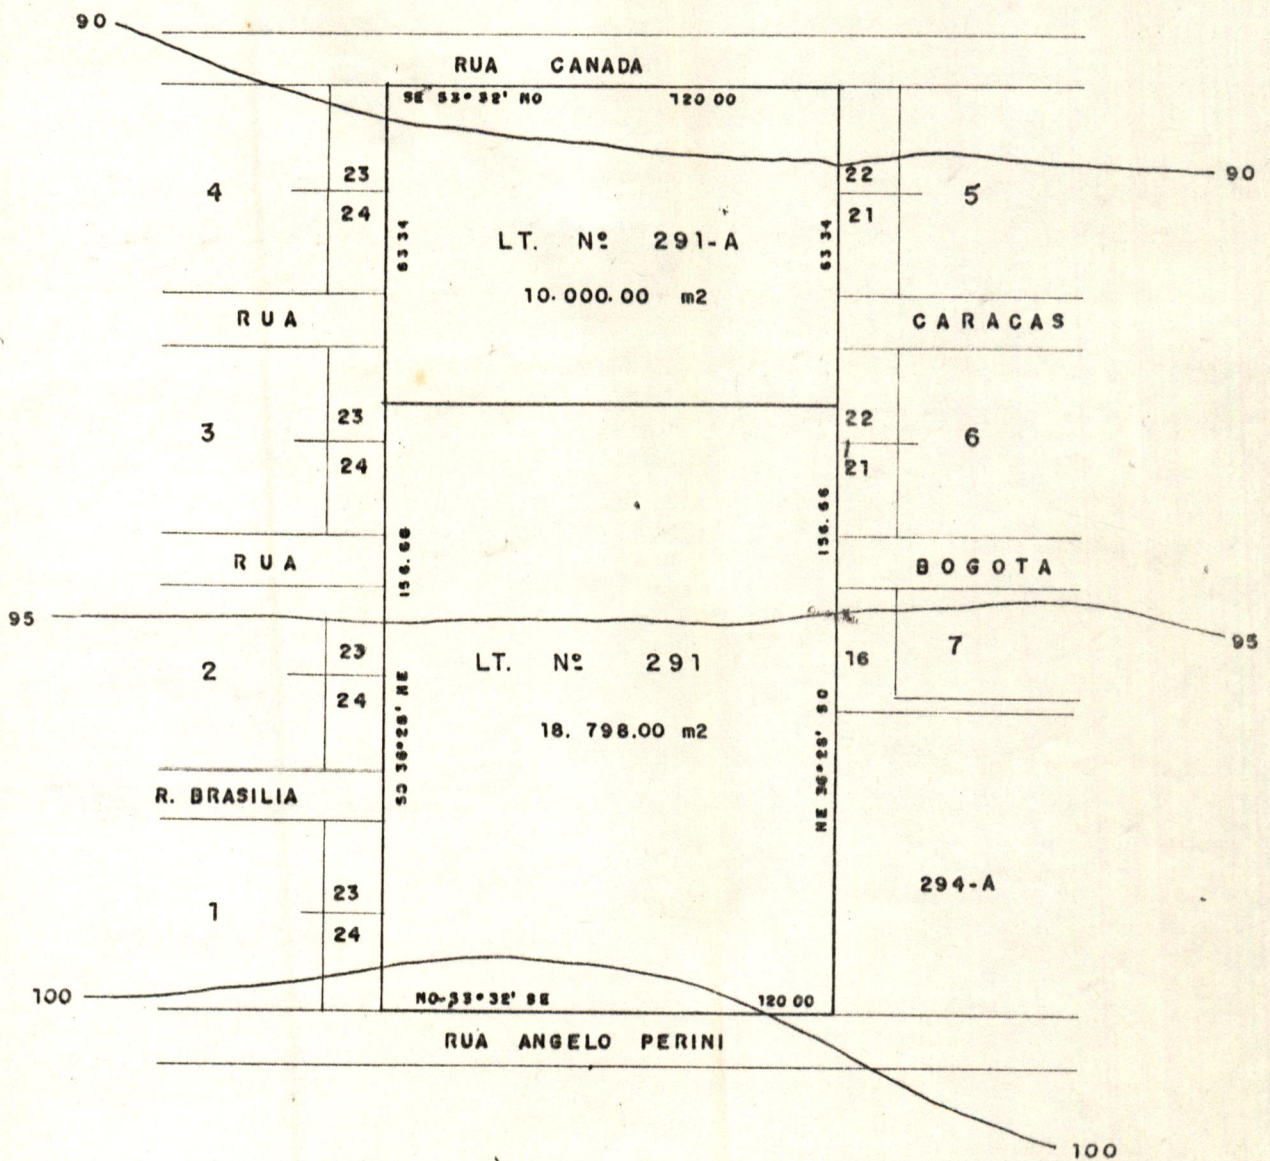 90
RUA CANADA
SE 53° 32' NO 120 00
4
23
24
22
21
5
90
63 34
63 34
LT. Nº 291-A
10.000.00 m2
RUA
CARACAS
3
23
24
22
21
6
RUA
BOGOTA
156.66
156.66
95
95
2
23
24
16
7
LT. Nº 291
18. 798.00 m2
SO 36° 28' NE
NE 36° 28' SO
R. BRASILIA
1
23
24
294-A
100
NO 53° 32' SE 120 00
RUA ANGELO PERINI
100